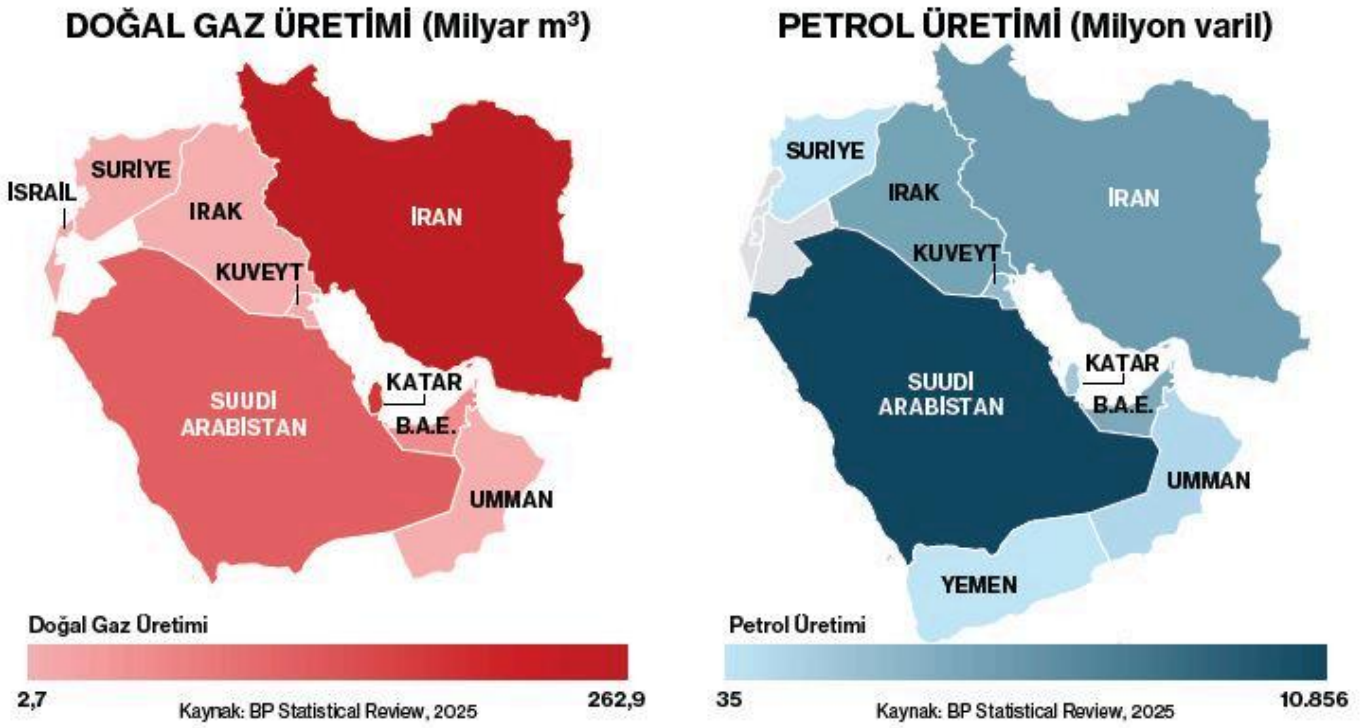 DOĞAL GAZ ÜRETİMİ (Milyar m³)
SURİYE
İSRAİL
IRAK
İRAN
KUVEYT
KATAR
SUUDİ
ARABİSTAN
B.A.E.
UMMAN
Doğal Gaz Üretimi
2,7
262,9
Kaynak: BP Statistical Review, 2025
PETROL ÜRETİMİ (Milyon varil)
SURİYE
IRAK
İRAN
KUVEYT
KATAR
SUUDİ
ARABİSTAN
B.A.E.
UMMAN
YEMEN
Petrol Üretimi
35
10.856
Kaynak: BP Statistical Review, 2025